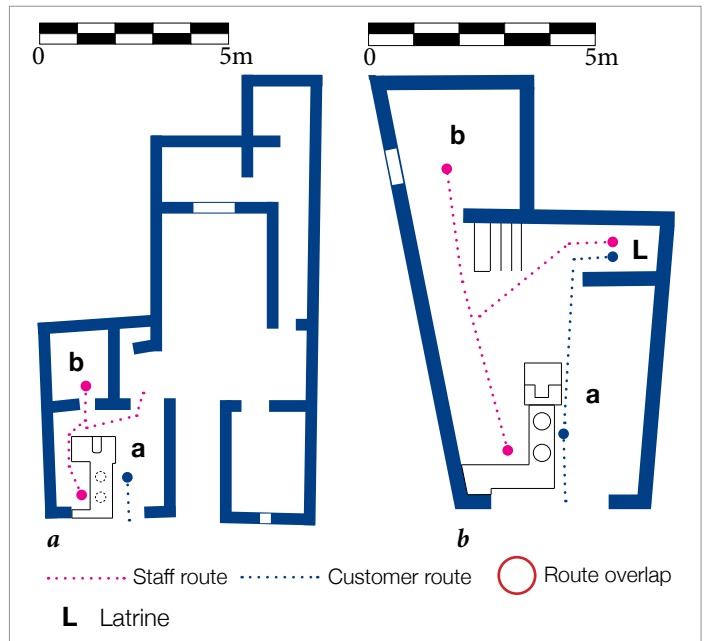 0 5m 0 5m
b
L
b
a
a
a b
Staff route Customer route Route overlap
L Latrine